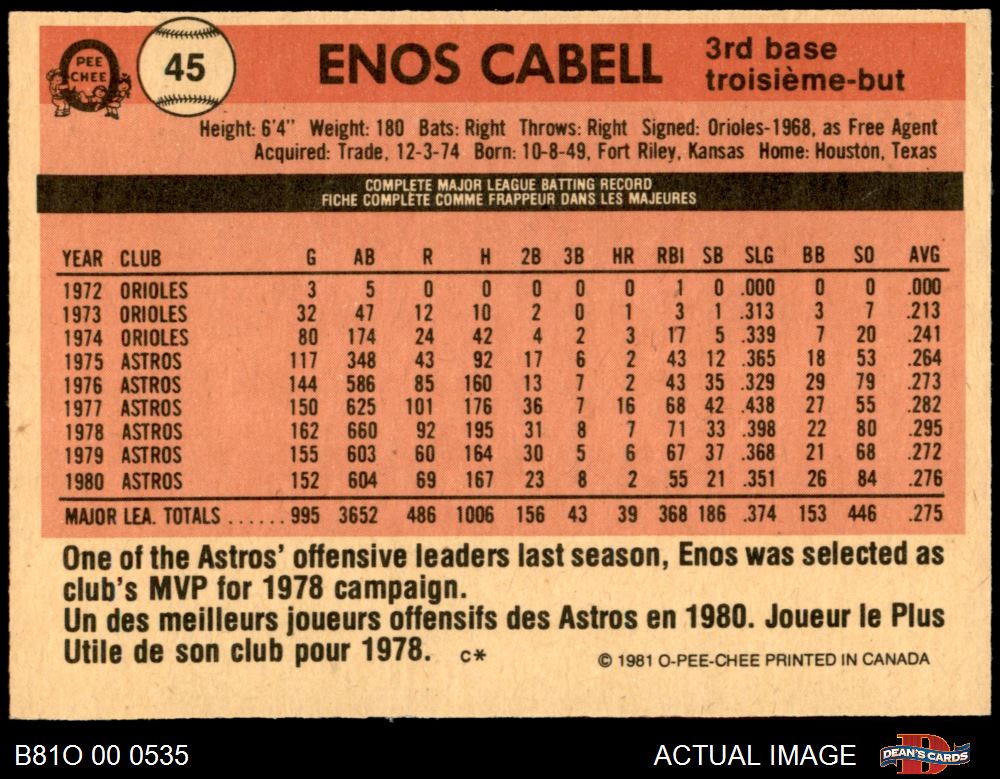 PEE
CHEE
45
ENOS CABELL
3rd base
troisième-but
Height: 6'4" Weight: 180 Bats: Right Throws: Right Signed: Orioles-1968, as Free Agent
Acquired: Trade, 12-3-74 Born: 10-8-49, Fort Riley, Kansas Home: Houston, Texas
COMPLETE MAJOR LEAGUE BATTING RECORD
FICHE COMPLÈTE COMME FRAPPEUR DANS LES MAJEURES
YEAR CLUB G AB R H 2B 3B HR RBI SB SLG BB SO AVG
1972 ORIOLES 3 5 0 0 0 0 0 1 0 .000 0 0 .000
1973 ORIOLES 32 47 12 10 2 0 1 3 1 .313 3 7 .213
1974 ORIOLES 80 174 24 42 4 2 3 17 5 .339 7 20 .241
1975 ASTROS 117 348 43 92 17 6 2 43 12 .365 18 53 .264
1976 ASTROS 144 586 85 160 13 7 2 43 35 .329 29 79 .273
1977 ASTROS 150 625 101 176 36 7 16 68 42 .438 27 55 .282
1978 ASTROS 162 660 92 195 31 8 7 71 33 .398 22 80 .295
1979 ASTROS 155 603 60 164 30 5 6 67 37 .368 21 68 .272
1980 ASTROS 152 604 69 167 23 8 2 55 21 .351 26 84 .276
MAJOR LEA. TOTALS ...... 995 3652 486 1006 156 43 39 368 186 .374 153 446 .275
One of the Astros' offensive leaders last season, Enos was selected as
club's MVP for 1978 campaign.
Un des meilleurs joueurs offensifs des Astros en 1980. Joueur le Plus
Utile de son club pour 1978. C*
© 1981 O-PEE-CHEE PRINTED IN CANADA
B81O 00 0535
ACTUAL IMAGE
DEAN'S CARDS